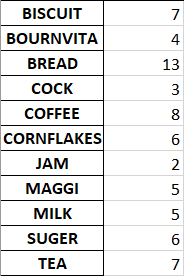 BISCUIT 7
BOURNVITA 4
BREAD 13
COCK 3
COFFEE 8
CORNFLAKES 6
JAM 2
MAGGI 5
MILK 5
SUGER 6
TEA 7